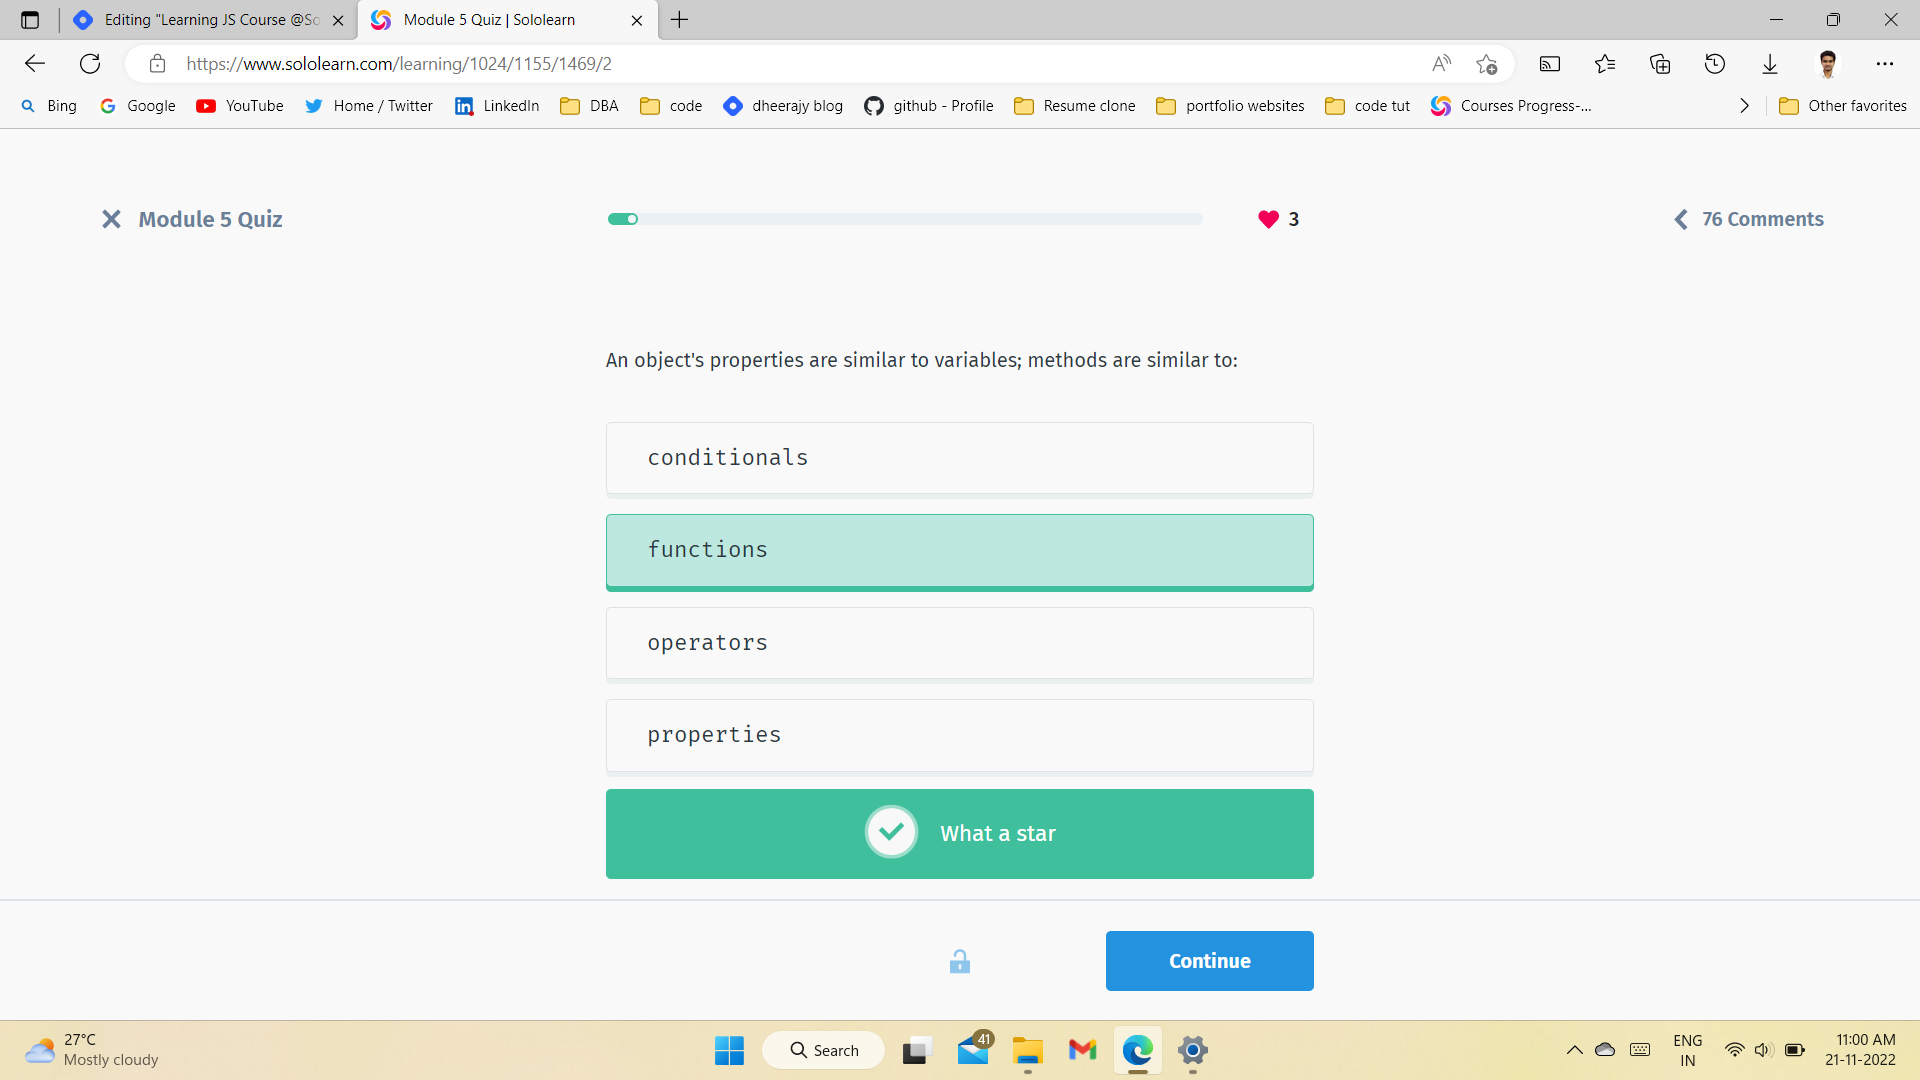 Editing "Learning JS Course @So
Module 5 Quiz | Sololearn
https://www.sololearn.com/learning/1024/1155/1469/2
Bing
Google
YouTube
Home / Twitter
LinkedIn
DBA
code
dheerajy blog
github - Profile
Resume clone
portfolio websites
code tut
Courses Progress-...
Other favorites
Module 5 Quiz
3
76 Comments
An object's properties are similar to variables; methods are similar to:
conditionals
functions
operators
properties
What a star
Continue
27°C
Mostly cloudy
Search
41
ENG
IN
11:00 AM
21-11-2022